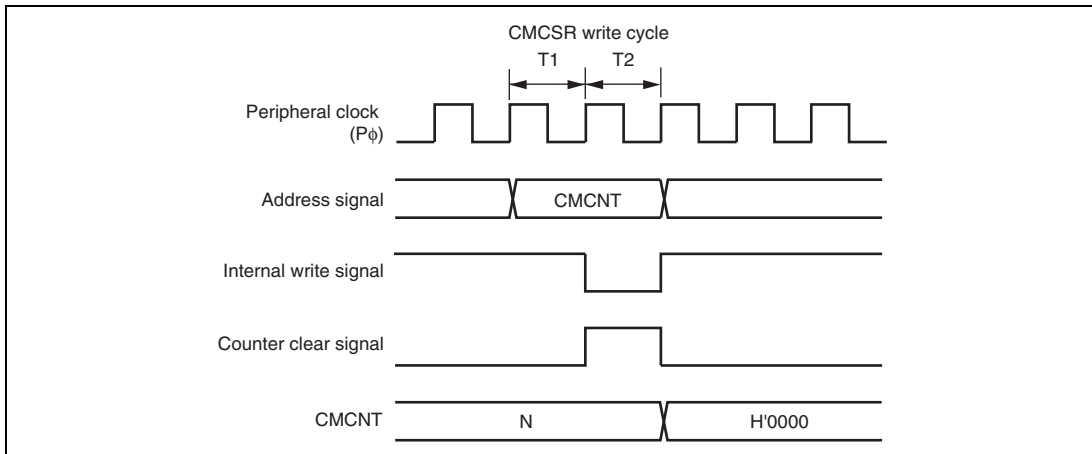 CMCSR write cycle
T1
T2
Peripheral clock
(Pϕ)
Address signal
CMCNT
Internal write signal
Counter clear signal
CMCNT
N
H'0000